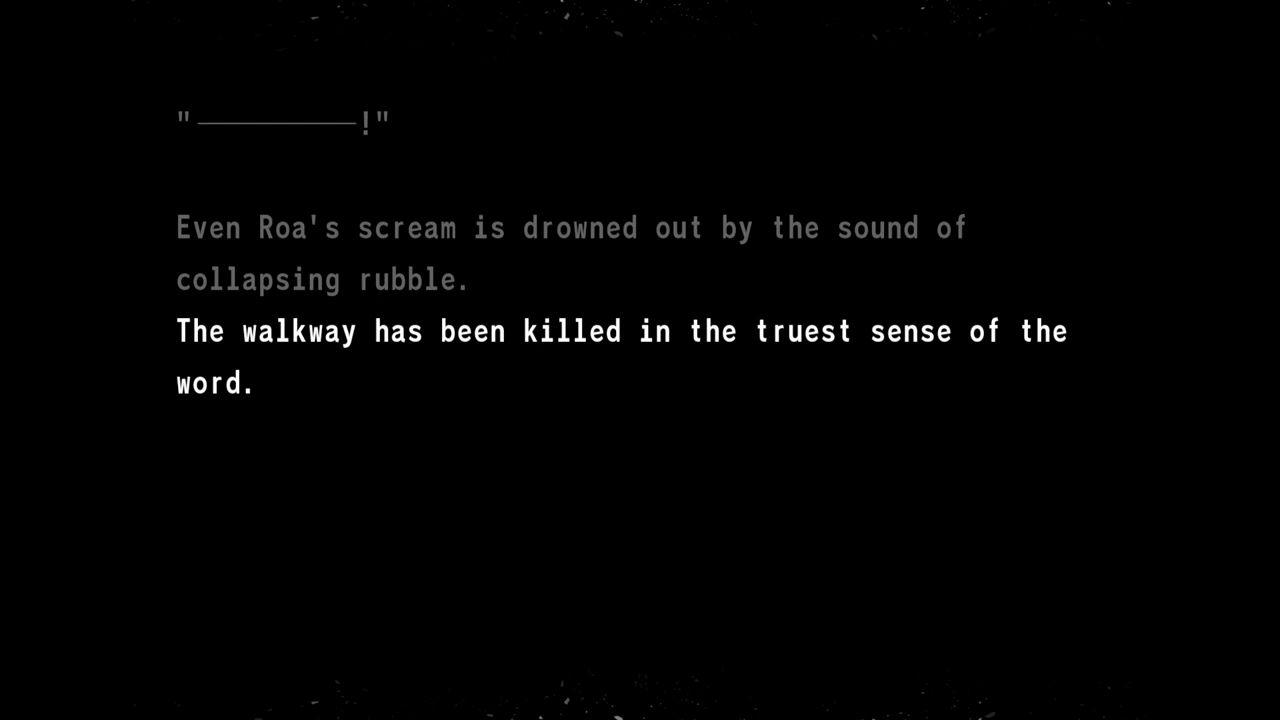 "——————————!"
Even Roa's scream is drowned out by the sound of
collapsing rubble.
The walkway has been killed in the truest sense of the
word.